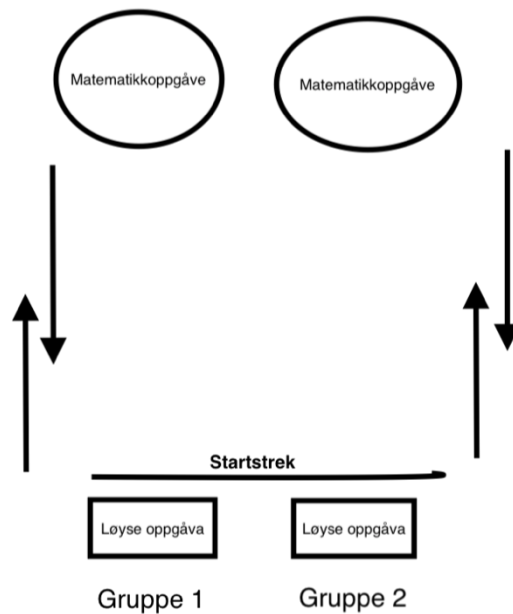 Matematikkoppgåve
Matematikkoppgåve
Startstrek
Løyse oppgåva
Løyse oppgåva
Gruppe 1
Gruppe 2